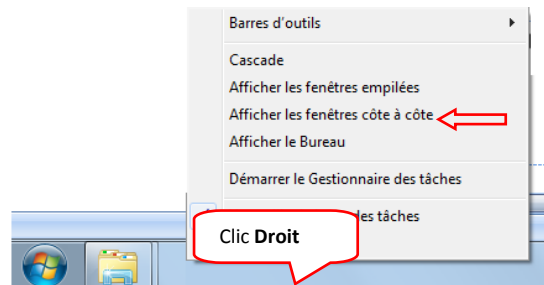 Barres d'outils
Cascade
Afficher les fenêtres empilées
Afficher les fenêtres côte à côte
Afficher le Bureau
Démarrer le Gestionnaire des tâches
des tâches
Clic Droit